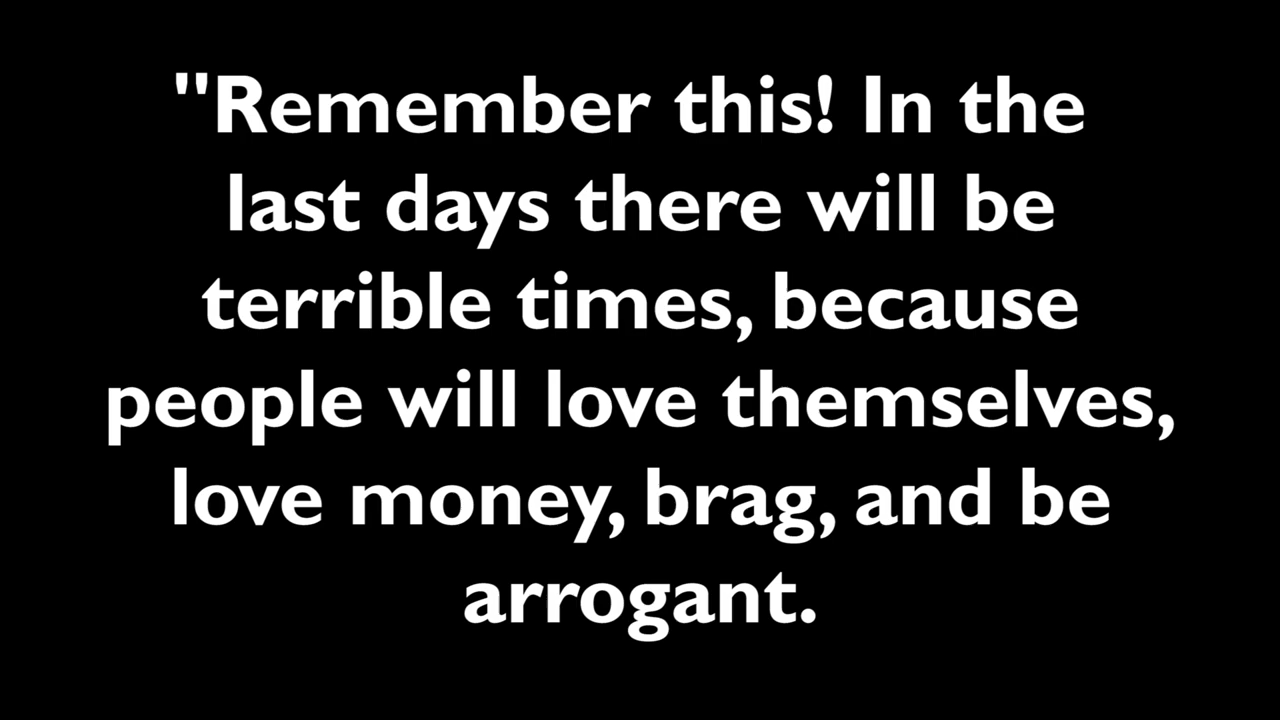 "Remember this! In the
last days there will be
terrible times, because
people will love themselves,
love money, brag, and be
arrogant.